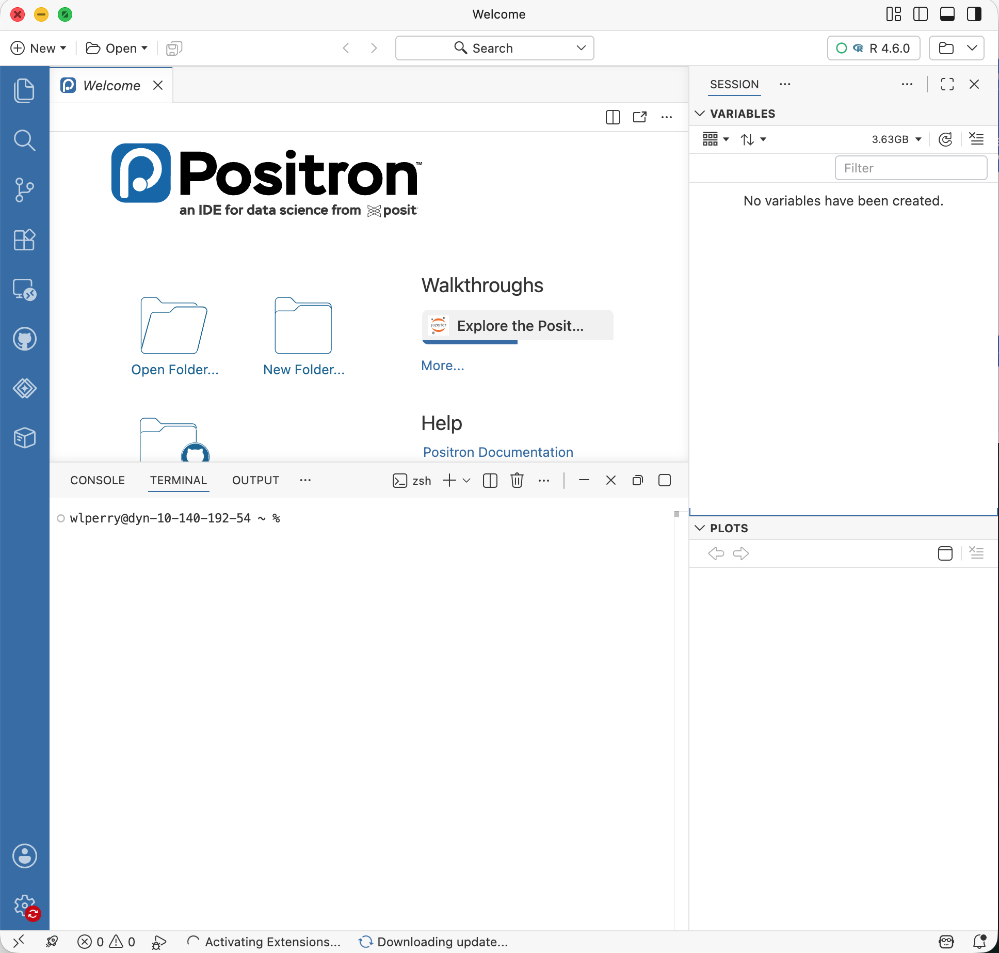 Welcome
New
Open
Search
R 4.6.0
Welcome
SESSION
VARIABLES
3.63GB
Filter
No variables have been created.
Positron™
an IDE for data science from posit
Walkthroughs
jupyter
Explore the Posit...
Open Folder...
New Folder...
More...
Help
Positron Documentation
CONSOLE
TERMINAL
OUTPUT
zsh
wlperry@dyn-10-140-192-54 ~ %
PLOTS
0
0
Activating Extensions...
Downloading update...